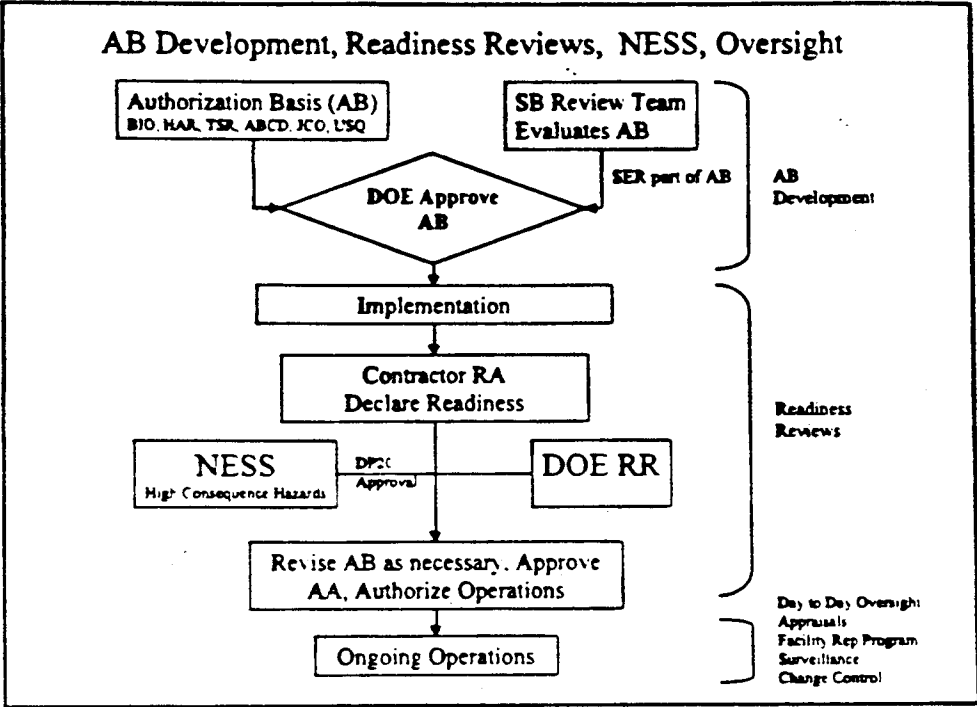 AB Development, Readiness Reviews, NESS, Oversight
Authorization Basis (AB)
BIO, HAR, TSR, ABCD, JCO, USQ
SB Review Team
Evaluates AB
SER part of AB
AB
Development
DOE Approve
AB
Implementation
Contractor RA
Declare Readiness
Readiness
Reviews
NESS
High Consequence Hazards
Approval
DOE RR
Revise AB as necessary, Approve
AA, Authorize Operations
Ongoing Operations
Day to Day Oversight
Appraisals
Facility Rep Program
Surveillance
Change Control